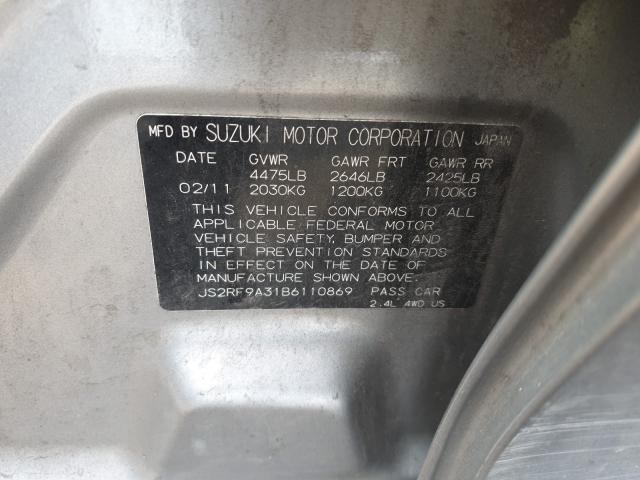 MFD BY SUZUKI MOTOR CORPORATION JAPAN
DATE GVWR GAWR FRT GAWR RR
4475LB 2646LB 2425LB
02/11 2030KG 1200KG 1100KG
THIS VEHICLE CONFORMS TO ALL
APPLICABLE FEDERAL MOTOR
VEHICLE SAFETY, BUMPER AND
THEFT PREVENTION STANDARDS
IN EFFECT ON THE DATE OF
MANUFACTURE SHOWN ABOVE.
JS2RF9A31B6110869 PASS CAR
2.4L 4WD US